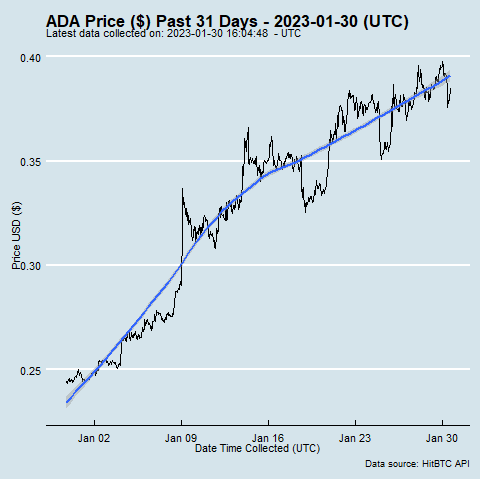 ADA Price ($) Past 31 Days - 2023-01-30 (UTC)
Latest data collected on: 2023-01-30 16:04:48 - UTC
0.40
0.35
0.30
0.25
Price USD ($)
Jan 02 Jan 09 Jan 16 Jan 23 Jan 30
Date Time Collected (UTC)
Data source: HitBTC API